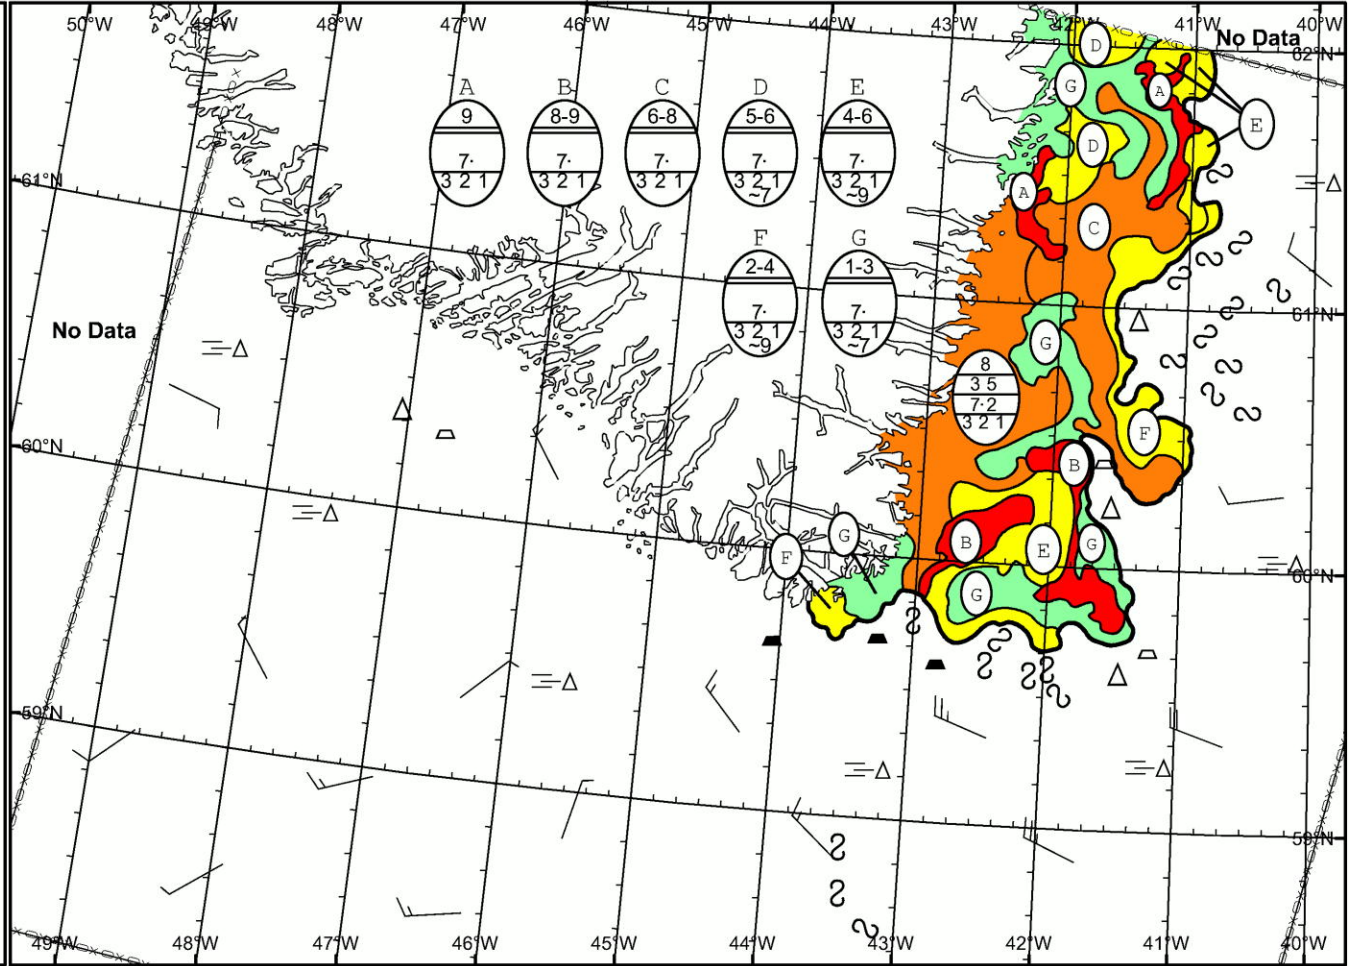 50°W 49°W 48°W 47°W 46°W 45°W 44°W 43°W 42°W 41°W 40°W
No Data
62°N
D
G
A
E
A B C D E
9 8-9 6-8 5-6 4-6
7· 7· 7· 7· 7·
3 2 1 3 2 1 3 2 1 3 2 1 3 2 1
~7 ~9
D
61°N
A
C
F G
2-4 1-3
7· 7·
3 2 1 3 2 1
~9 ~7
61°N
No Data
G
8
3 5
7·2
3 2 1
F
60°N
B
G
F
B
E
G
60°N
G
59°N
59°N
49°W 48°W 47°W 46°W 45°W 44°W 43°W 42°W 41°W 40°W